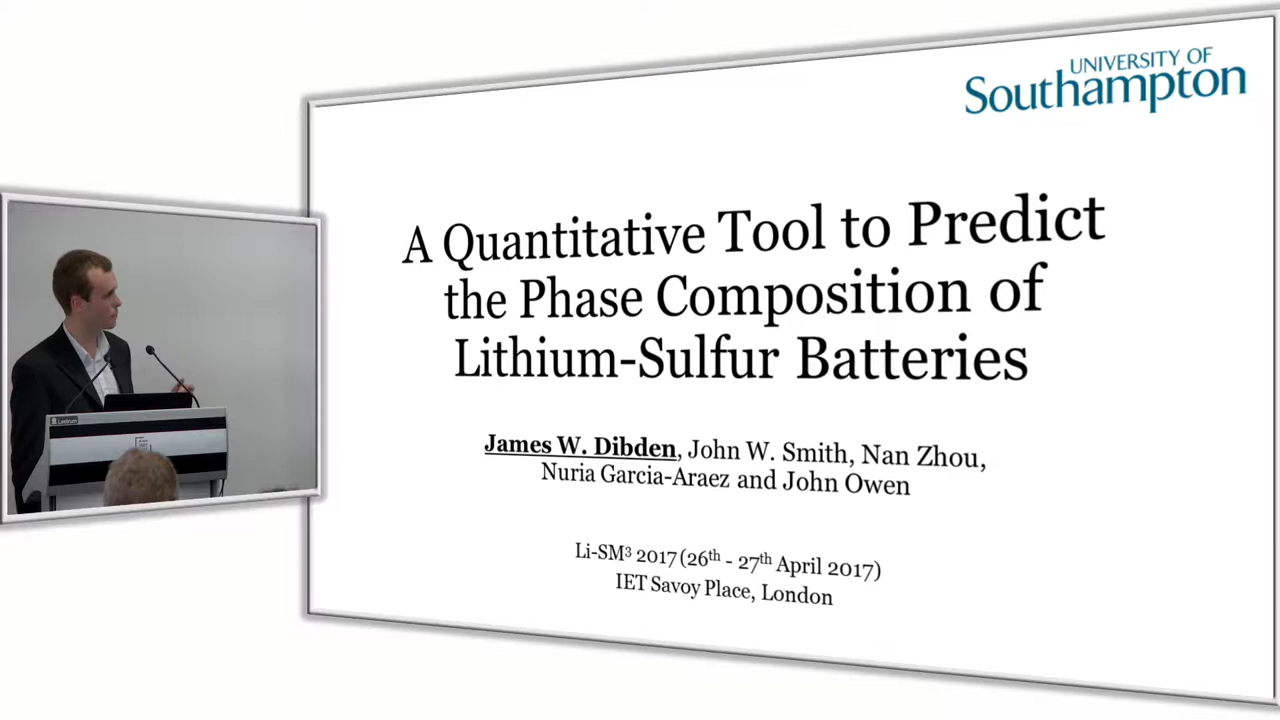 UNIVERSITY OF
Southampton
A Quantitative Tool to Predict
the Phase Composition of
Lithium-Sulfur Batteries
James W. Dibden, John W. Smith, Nan Zhou,
Nuria Garcia-Araez and John Owen
Li-SM³ 2017 (26th - 27th April 2017)
IET Savoy Place, London